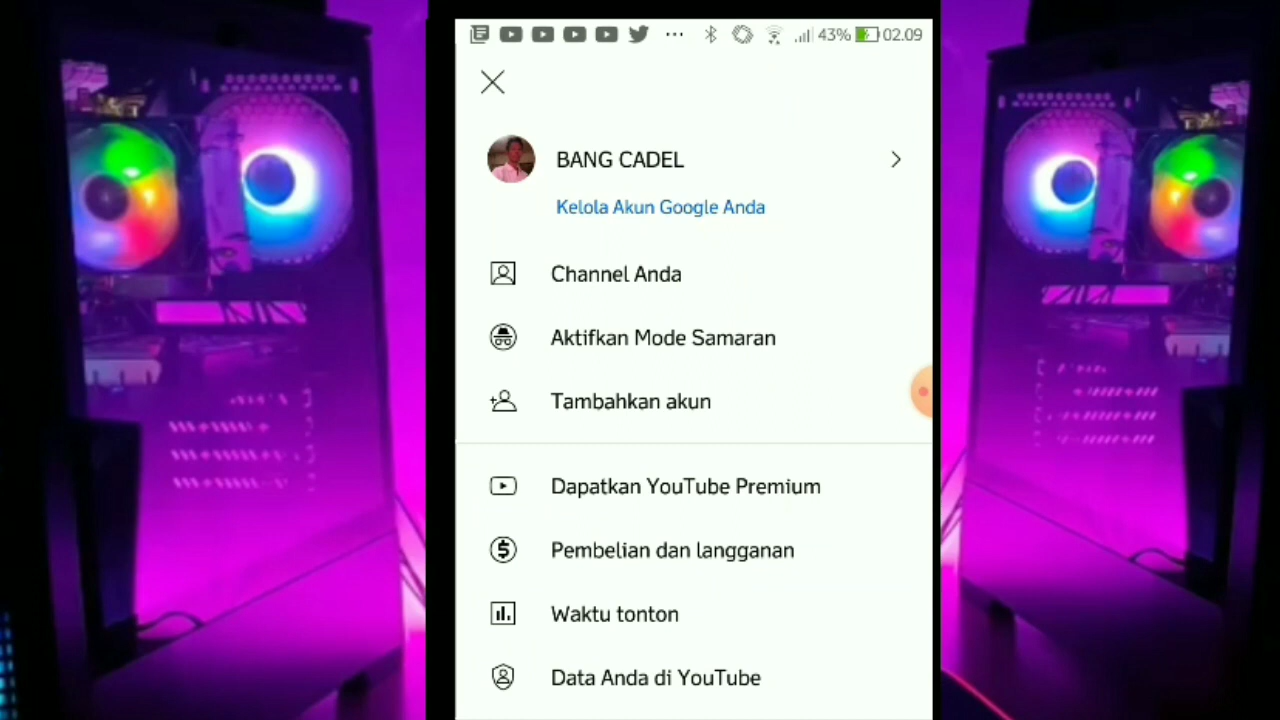 43% 02.09
BANG CADEL
Kelola Akun Google Anda
Channel Anda
Aktifkan Mode Samaran
Tambahkan akun
Dapatkan YouTube Premium
Pembelian dan langganan
Waktu tonton
Data Anda di YouTube